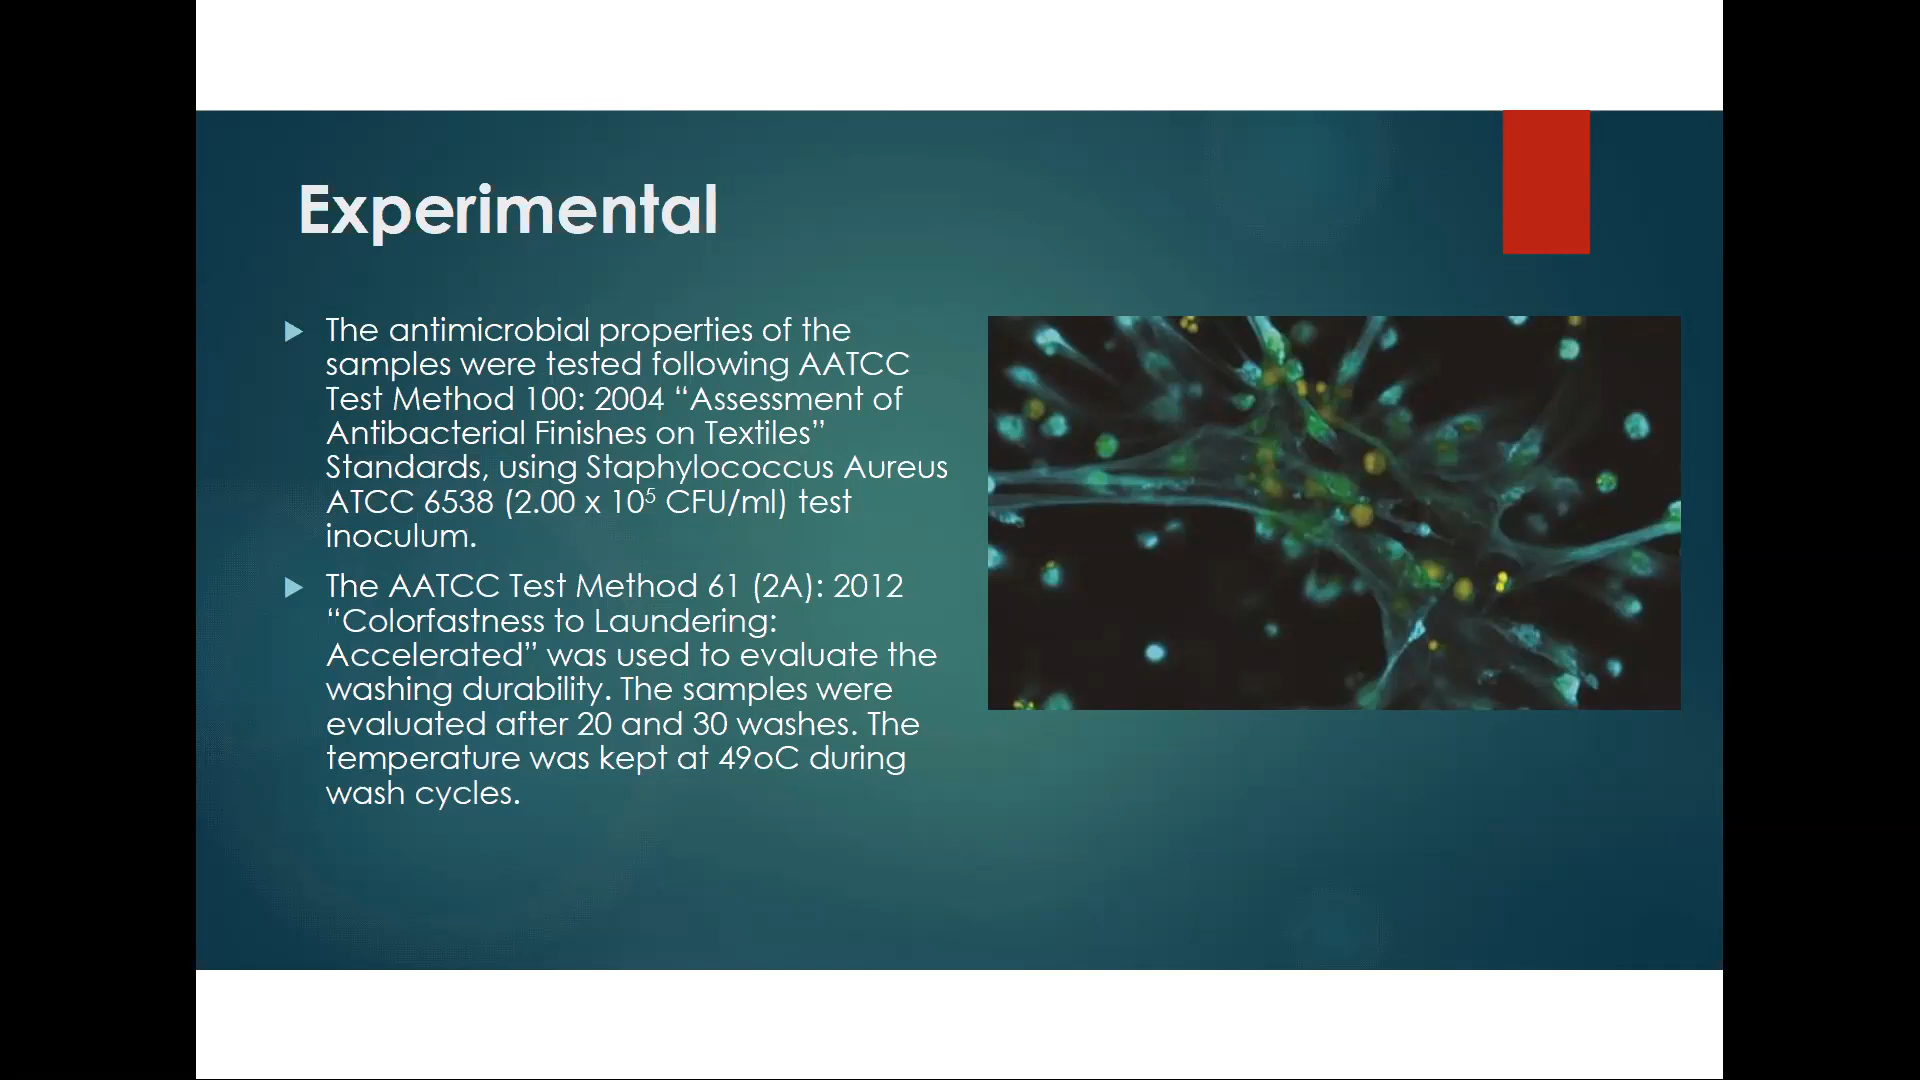 Experimental
The antimicrobial properties of the
samples were tested following AATCC
Test Method 100: 2004 “Assessment of
Antibacterial Finishes on Textiles”
Standards, using Staphylococcus Aureus
ATCC 6538 (2.00 x 10⁵ CFU/ml) test
inoculum.
The AATCC Test Method 61 (2A): 2012
“Colorfastness to Laundering:
Accelerated” was used to evaluate the
washing durability. The samples were
evaluated after 20 and 30 washes. The
temperature was kept at 49oC during
wash cycles.